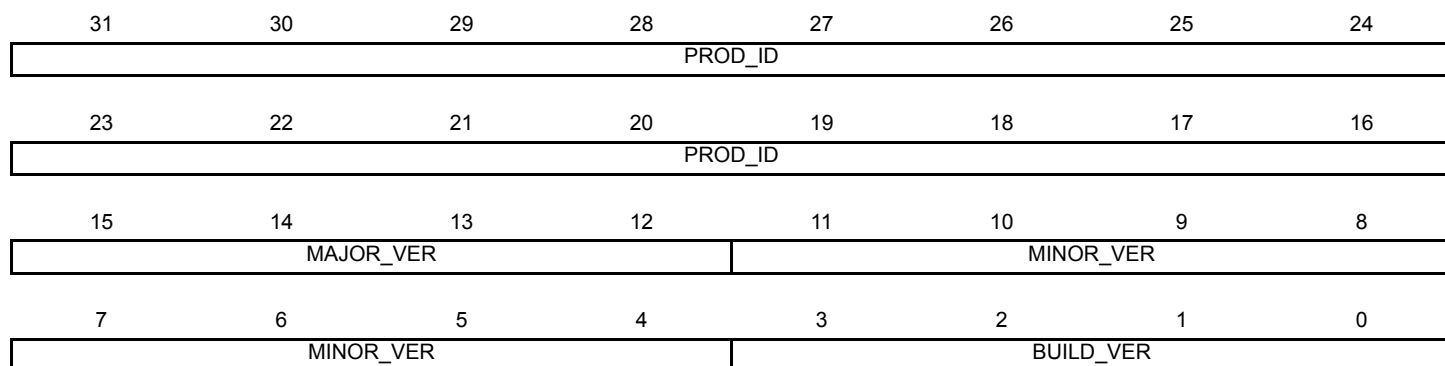 31 30 29 28 27 26 25 24
PROD_ID
23 22 21 20 19 18 17 16
PROD_ID
15 14 13 12 11 10 9 8
MAJOR_VER MINOR_VER
7 6 5 4 3 2 1 0
MINOR_VER BUILD_VER